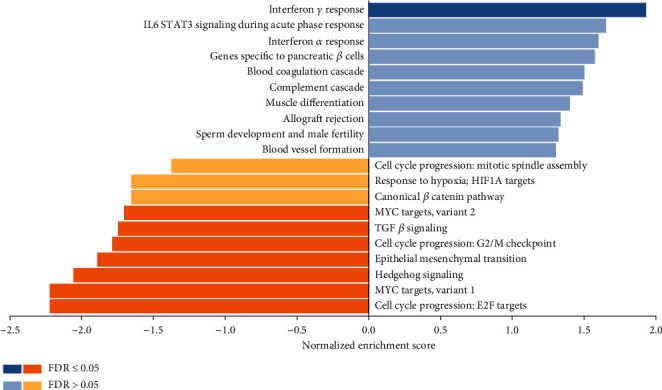 Interferon γ response
IL6 STAT3 signaling during acute phase response
Interferon α response
Genes specific to pancreatic β cells
Blood coagulation cascade
Complement cascade
Muscle differentiation
Allograft rejection
Sperm development and male fertility
Blood vessel formation
Cell cycle progression: mitotic spindle assembly
Response to hypoxia; HIF1A targets
Canonical β catenin pathway
MYC targets, variant 2
TGF β signaling
Cell cycle progression: G2/M checkpoint
Epithelial mesenchymal transition
Hedgehog signaling
MYC targets, variant 1
Cell cycle progression: E2F targets
−2.5 −2.0 −1.5 −1.0 −0.5 0.0 0.5 1.0 1.5 2.0
Normalized enrichment score
FDR ≤ 0.05
FDR > 0.05